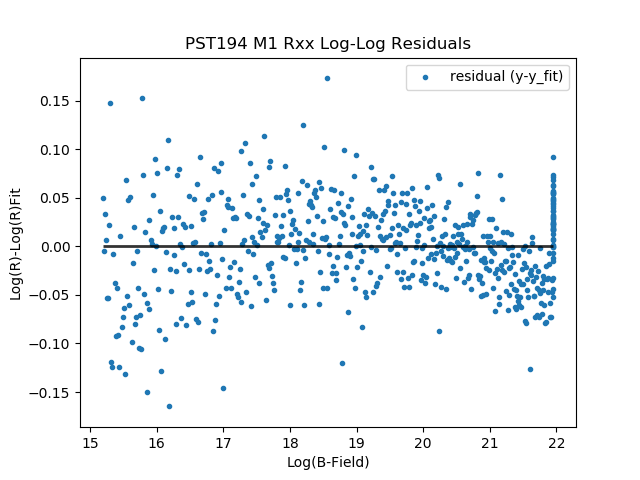 PST194 M1 Rxx Log-Log Residuals
residual (y-y_fit)
Log(R)-Log(R)Fit
0.15
0.10
0.05
0.00
−0.05
−0.10
−0.15
15 16 17 18 19 20 21 22
Log(B-Field)